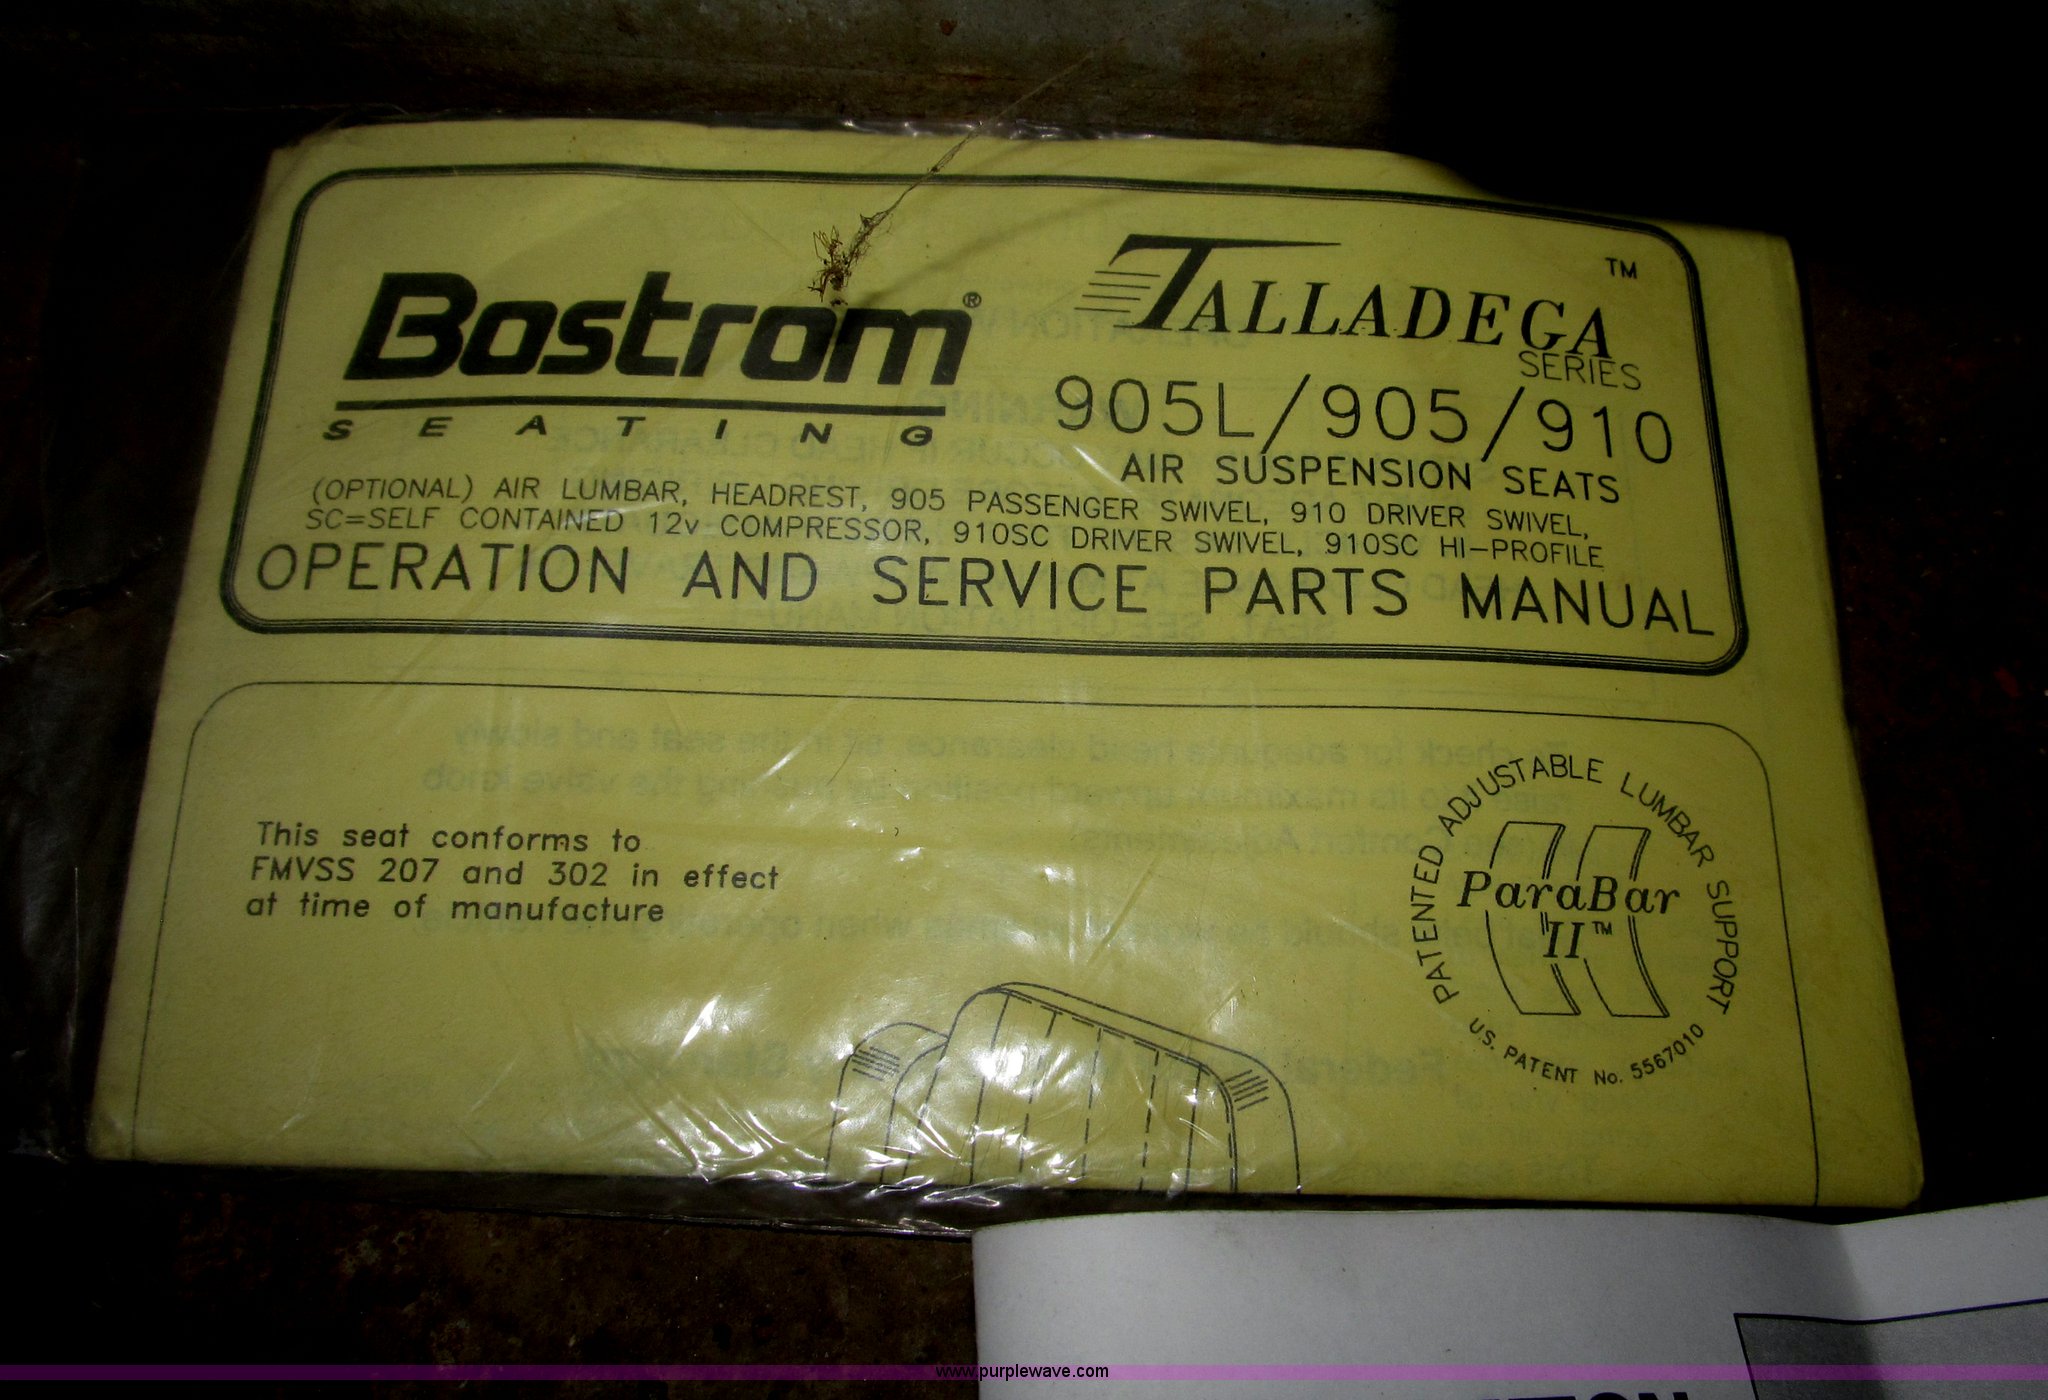 Bostrom®
SEATING
TALLADEGA™
SERIES
905L/905/910
AIR SUSPENSION SEATS
(OPTIONAL) AIR LUMBAR, HEADREST, 905 PASSENGER SWIVEL, 910 DRIVER SWIVEL,
SC=SELF CONTAINED 12v COMPRESSOR, 910SC DRIVER SWIVEL, 910SC HI-PROFILE
OPERATION AND SERVICE PARTS MANUAL
This seat conforms to
FMVSS 207 and 302 in effect
at time of manufacture
PATENTED ADJUSTABLE LUMBAR SUPPORT
ParaBar
II™
US. PATENT No. 5567010
www.purplewave.com